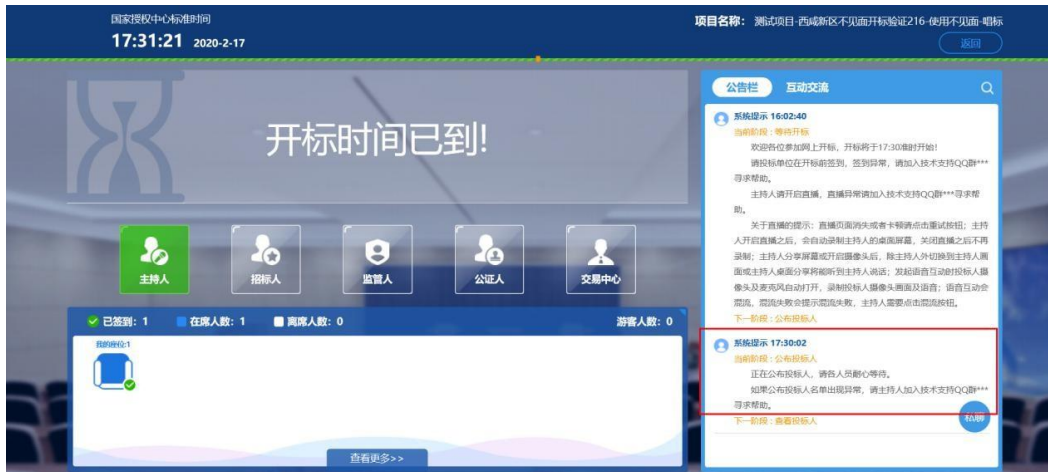 国家授权中心标准时间
17:31:21 2020-2-17
项目名称： 测试项目-西咸新区不见面开标验证216-使用不见面-唱标
返回
开标时间已到!
主持人
招标人
监管人
公证人
交易中心
已签到：1 在席人数：1 离席人数：0 游客人数：0
我的座位:1
查看更多>>
公告栏 互动交流
系统提示 16:02:40
当前阶段：等待开标
欢迎各位参加网上开标，开标将于17:30准时开始!
请投标单位在开标前签到，签到异常，请加入技术支持QQ群***
寻求帮助。
主持人请开启直播，直播异常请加入技术支持QQ群***寻求帮
助。
关于直播的提示：直播页面消失或者卡顿请点击重试按钮；主持
人开启直播之后，会自动录制主持人的桌面屏幕，关闭直播之后不再
录制；主持人分享屏幕或开启摄像头后，除主持人外切换到主持人画
面或主持人桌面分享将能听到主持人说话；发起语音互动时投标人摄
像头及麦克风自动打开，录制投标人摄像头画面及语音；语音互动会
混流，混流失败会提示混流失败，主持人需要点击混流按钮。
下一阶段：公布投标人
系统提示 17:30:02
当前阶段：公布投标人
正在公布投标人，请各人员耐心等待。
如果公布投标人名单出现异常，请主持人加入技术支持QQ群***
寻求帮助。
下一阶段：查看投标人
私聊